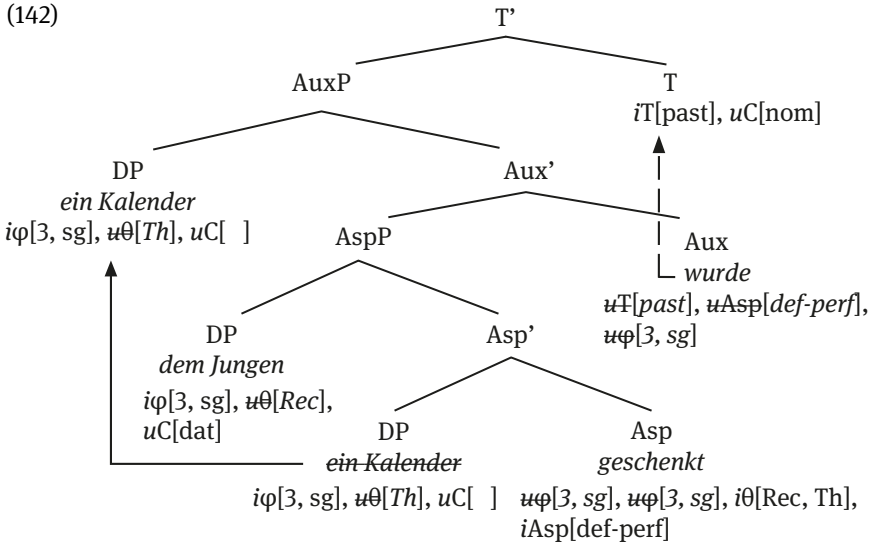 (142)
T’
AuxP T
iT[past], uC[nom]
DP Aux’
ein Kalender
iφ[3, sg], uθ[Th], uC[ ]
AspP Aux
wurde
uT[past], uAsp[def-perf],
uφ[3, sg]
DP Asp’
dem Jungen
iφ[3, sg], uθ[Rec],
uC[dat]
DP Asp
ein Kalender geschenkt
iφ[3, sg], uθ[Th], uC[ ] uφ[3, sg], uφ[3, sg], iθ[Rec, Th],
iAsp[def-perf]